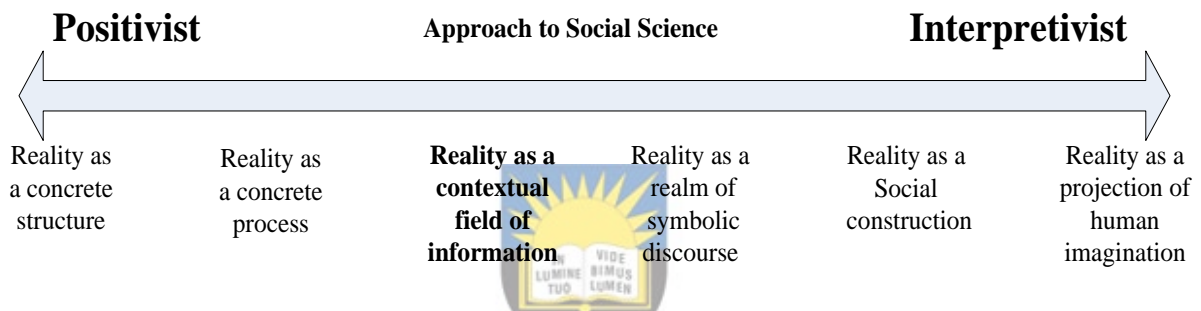 Positivist
Approach to Social Science
Interpretivist
Reality as
a concrete
structure
Reality as
a concrete
process
Reality as a
contextual
field of
information
Reality as a
realm of
symbolic
discourse
Reality as a
Social
construction
Reality as a
projection of
human
imagination
IN
LUMINE
TUO
VIDE
BIMUS
LUMEN